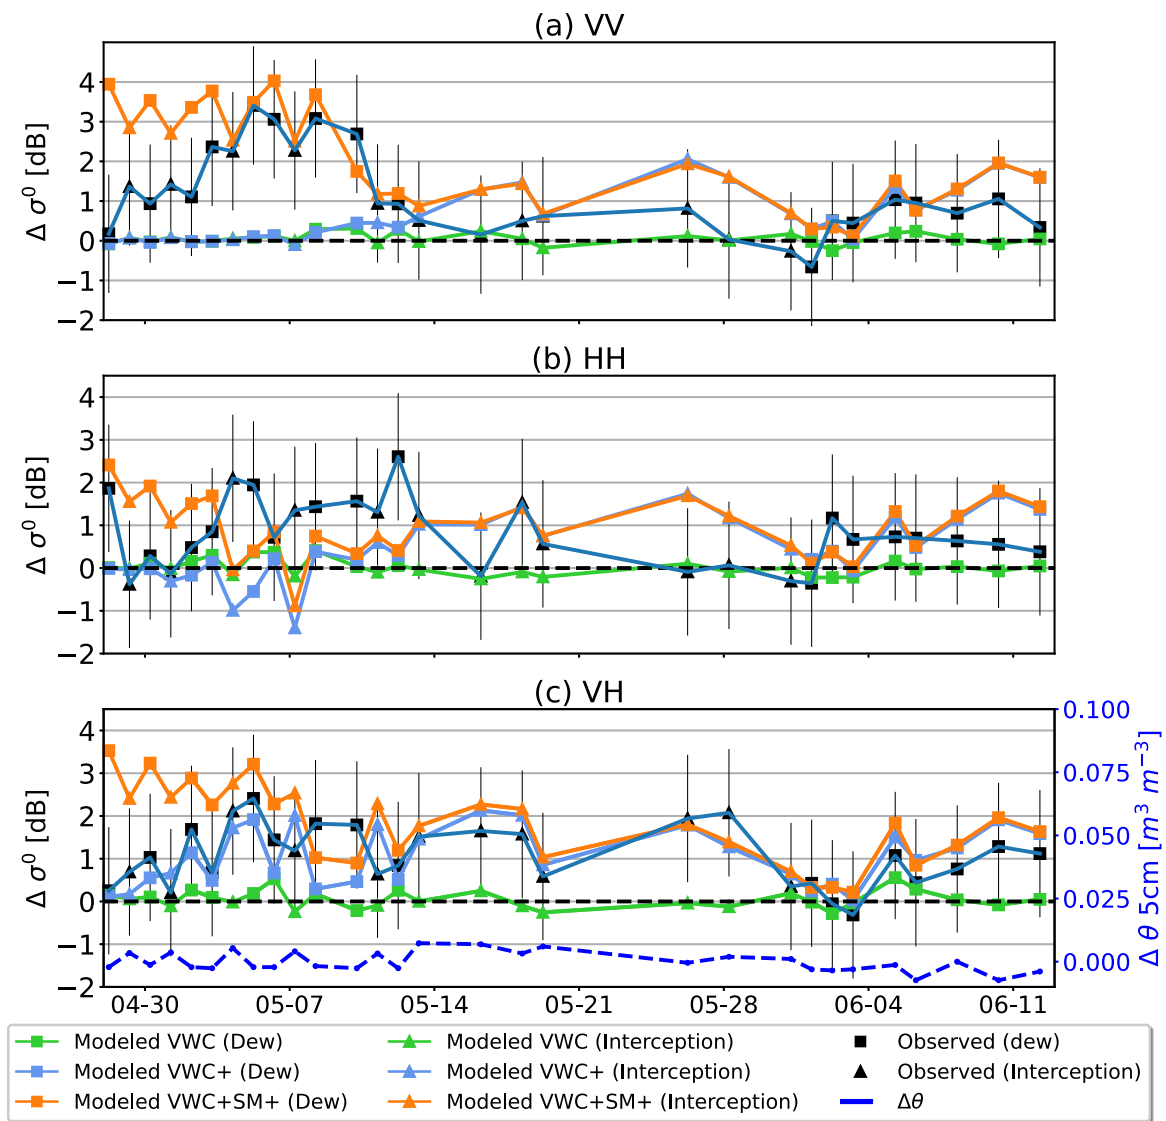 (a) VV
4
3
2
1
0
−1
−2
Δ σ⁰ [dB]
(b) HH
4
3
2
1
0
−1
−2
Δ σ⁰ [dB]
(c) VH
4
3
2
1
0
−1
−2
Δ σ⁰ [dB]
0.100
0.075
0.050
0.025
0.000
Δ θ 5cm [m³ m⁻³]
04-30 05-07 05-14 05-21 05-28 06-04 06-11
Modeled VWC (Dew) Modeled VWC (Interception) Observed (dew)
Modeled VWC+ (Dew) Modeled VWC+ (Interception) Observed (Interception)
Modeled VWC+SM+ (Dew) Modeled VWC+SM+ (Interception) Δθ